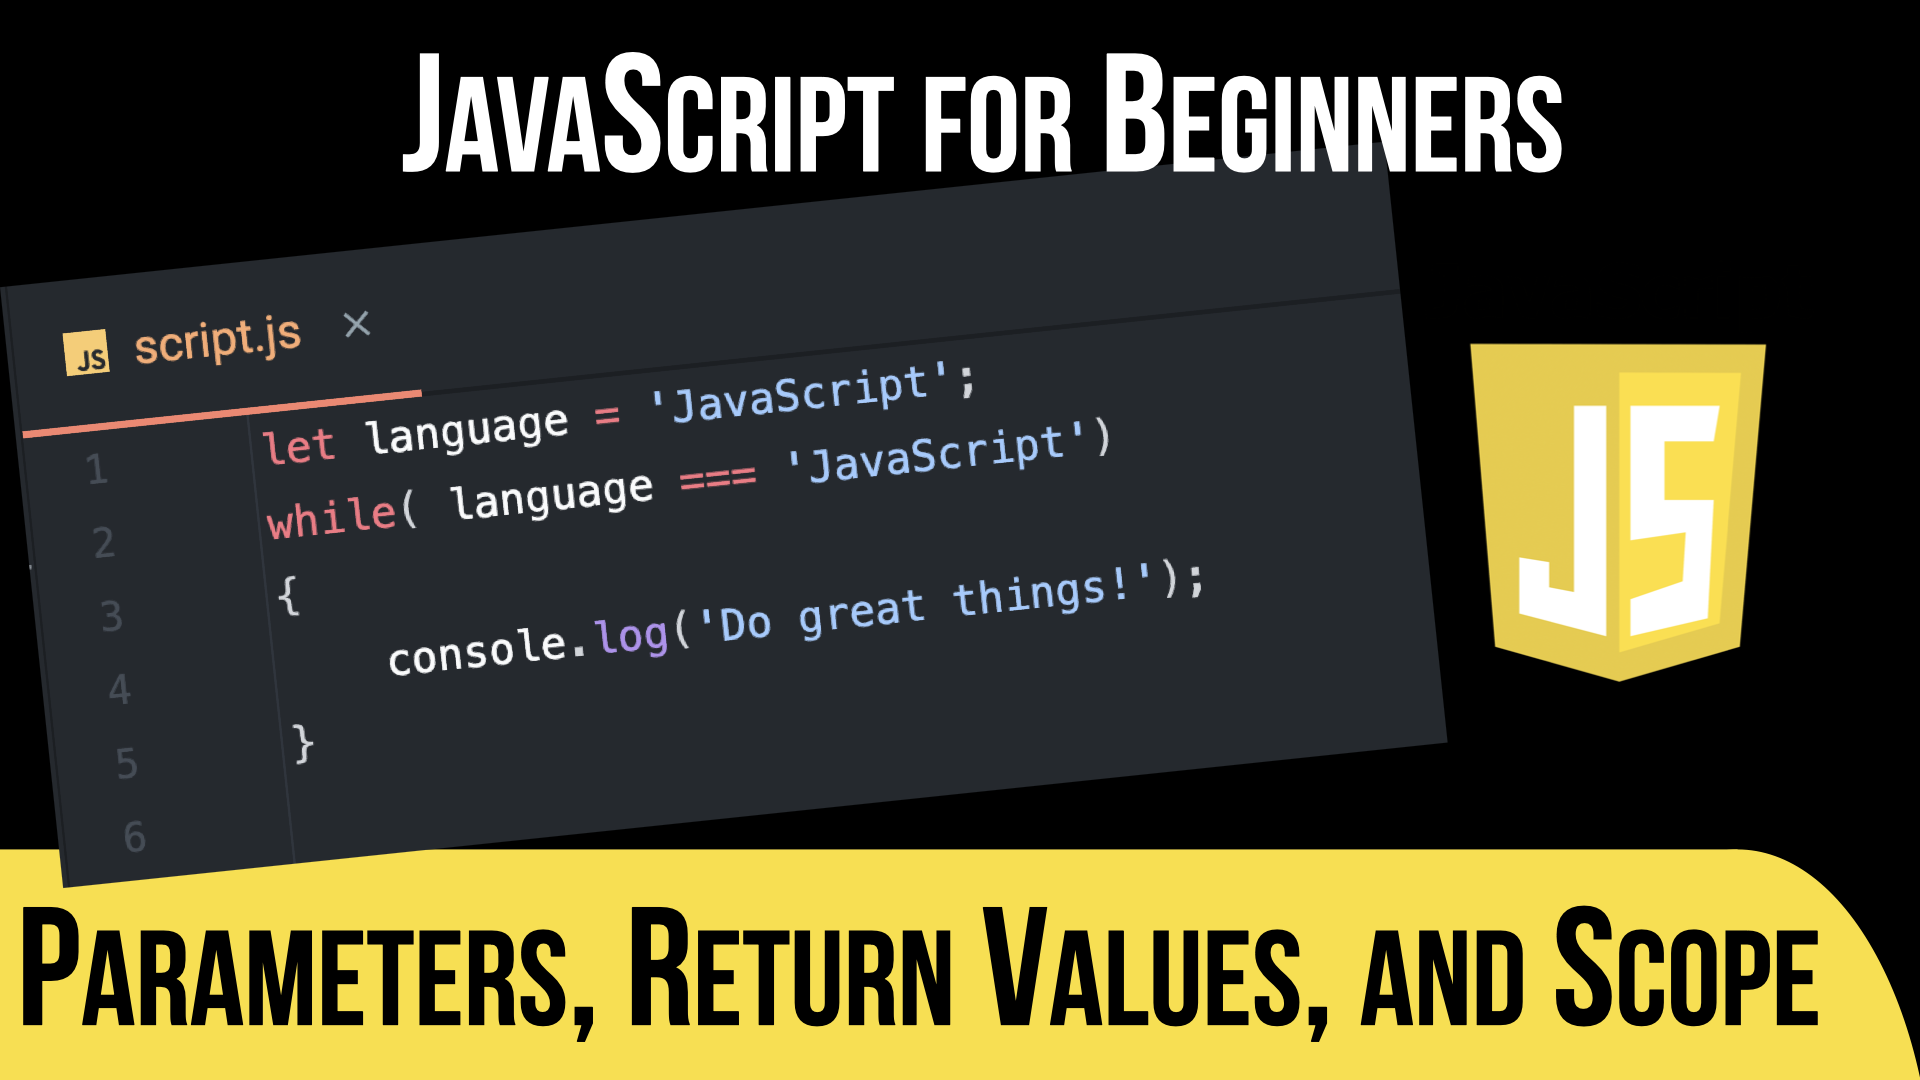 JavaScript for Beginners
JS script.js ×
1 let language = 'JavaScript';
2 while( language === 'JavaScript')
3 {
4 console.log('Do great things!');
5 }
6
JS
Parameters, Return Values, and Scope